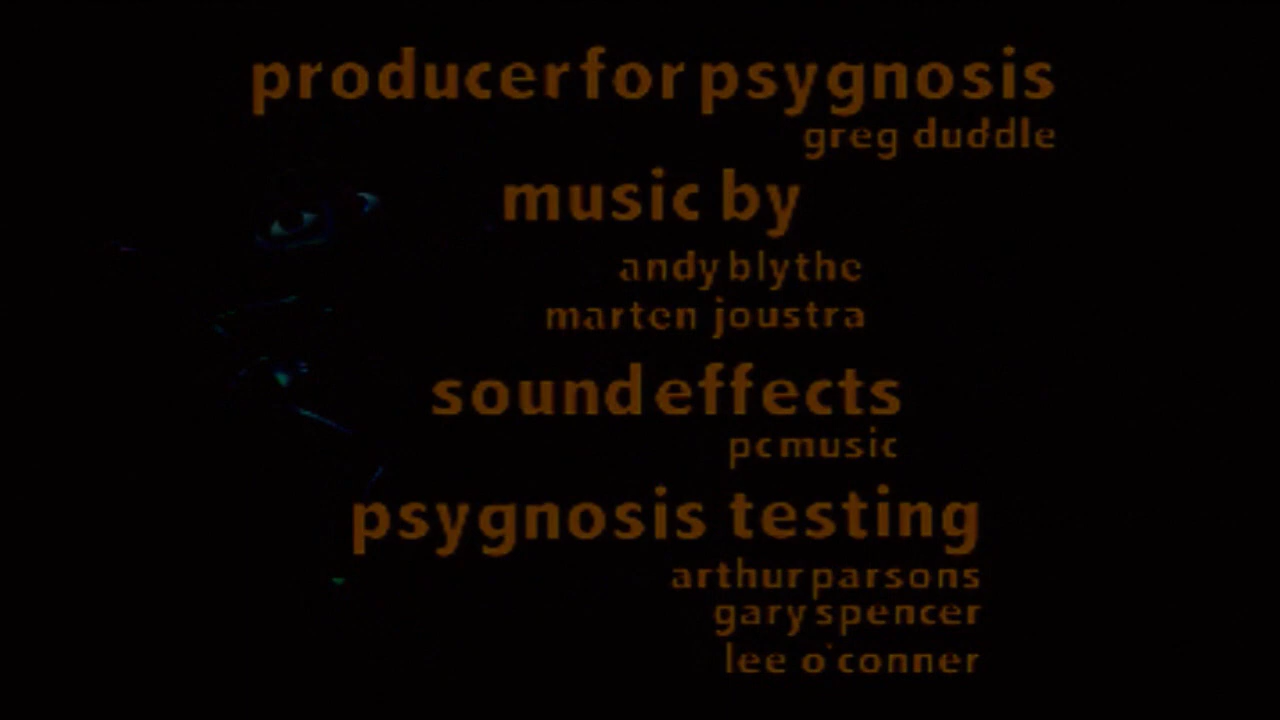 producer for psygnosis
greg duddle
music by
andy blythe
marten joustra
sound effects
pc music
psygnosis testing
arthur parsons
gary spencer
lee o'conner